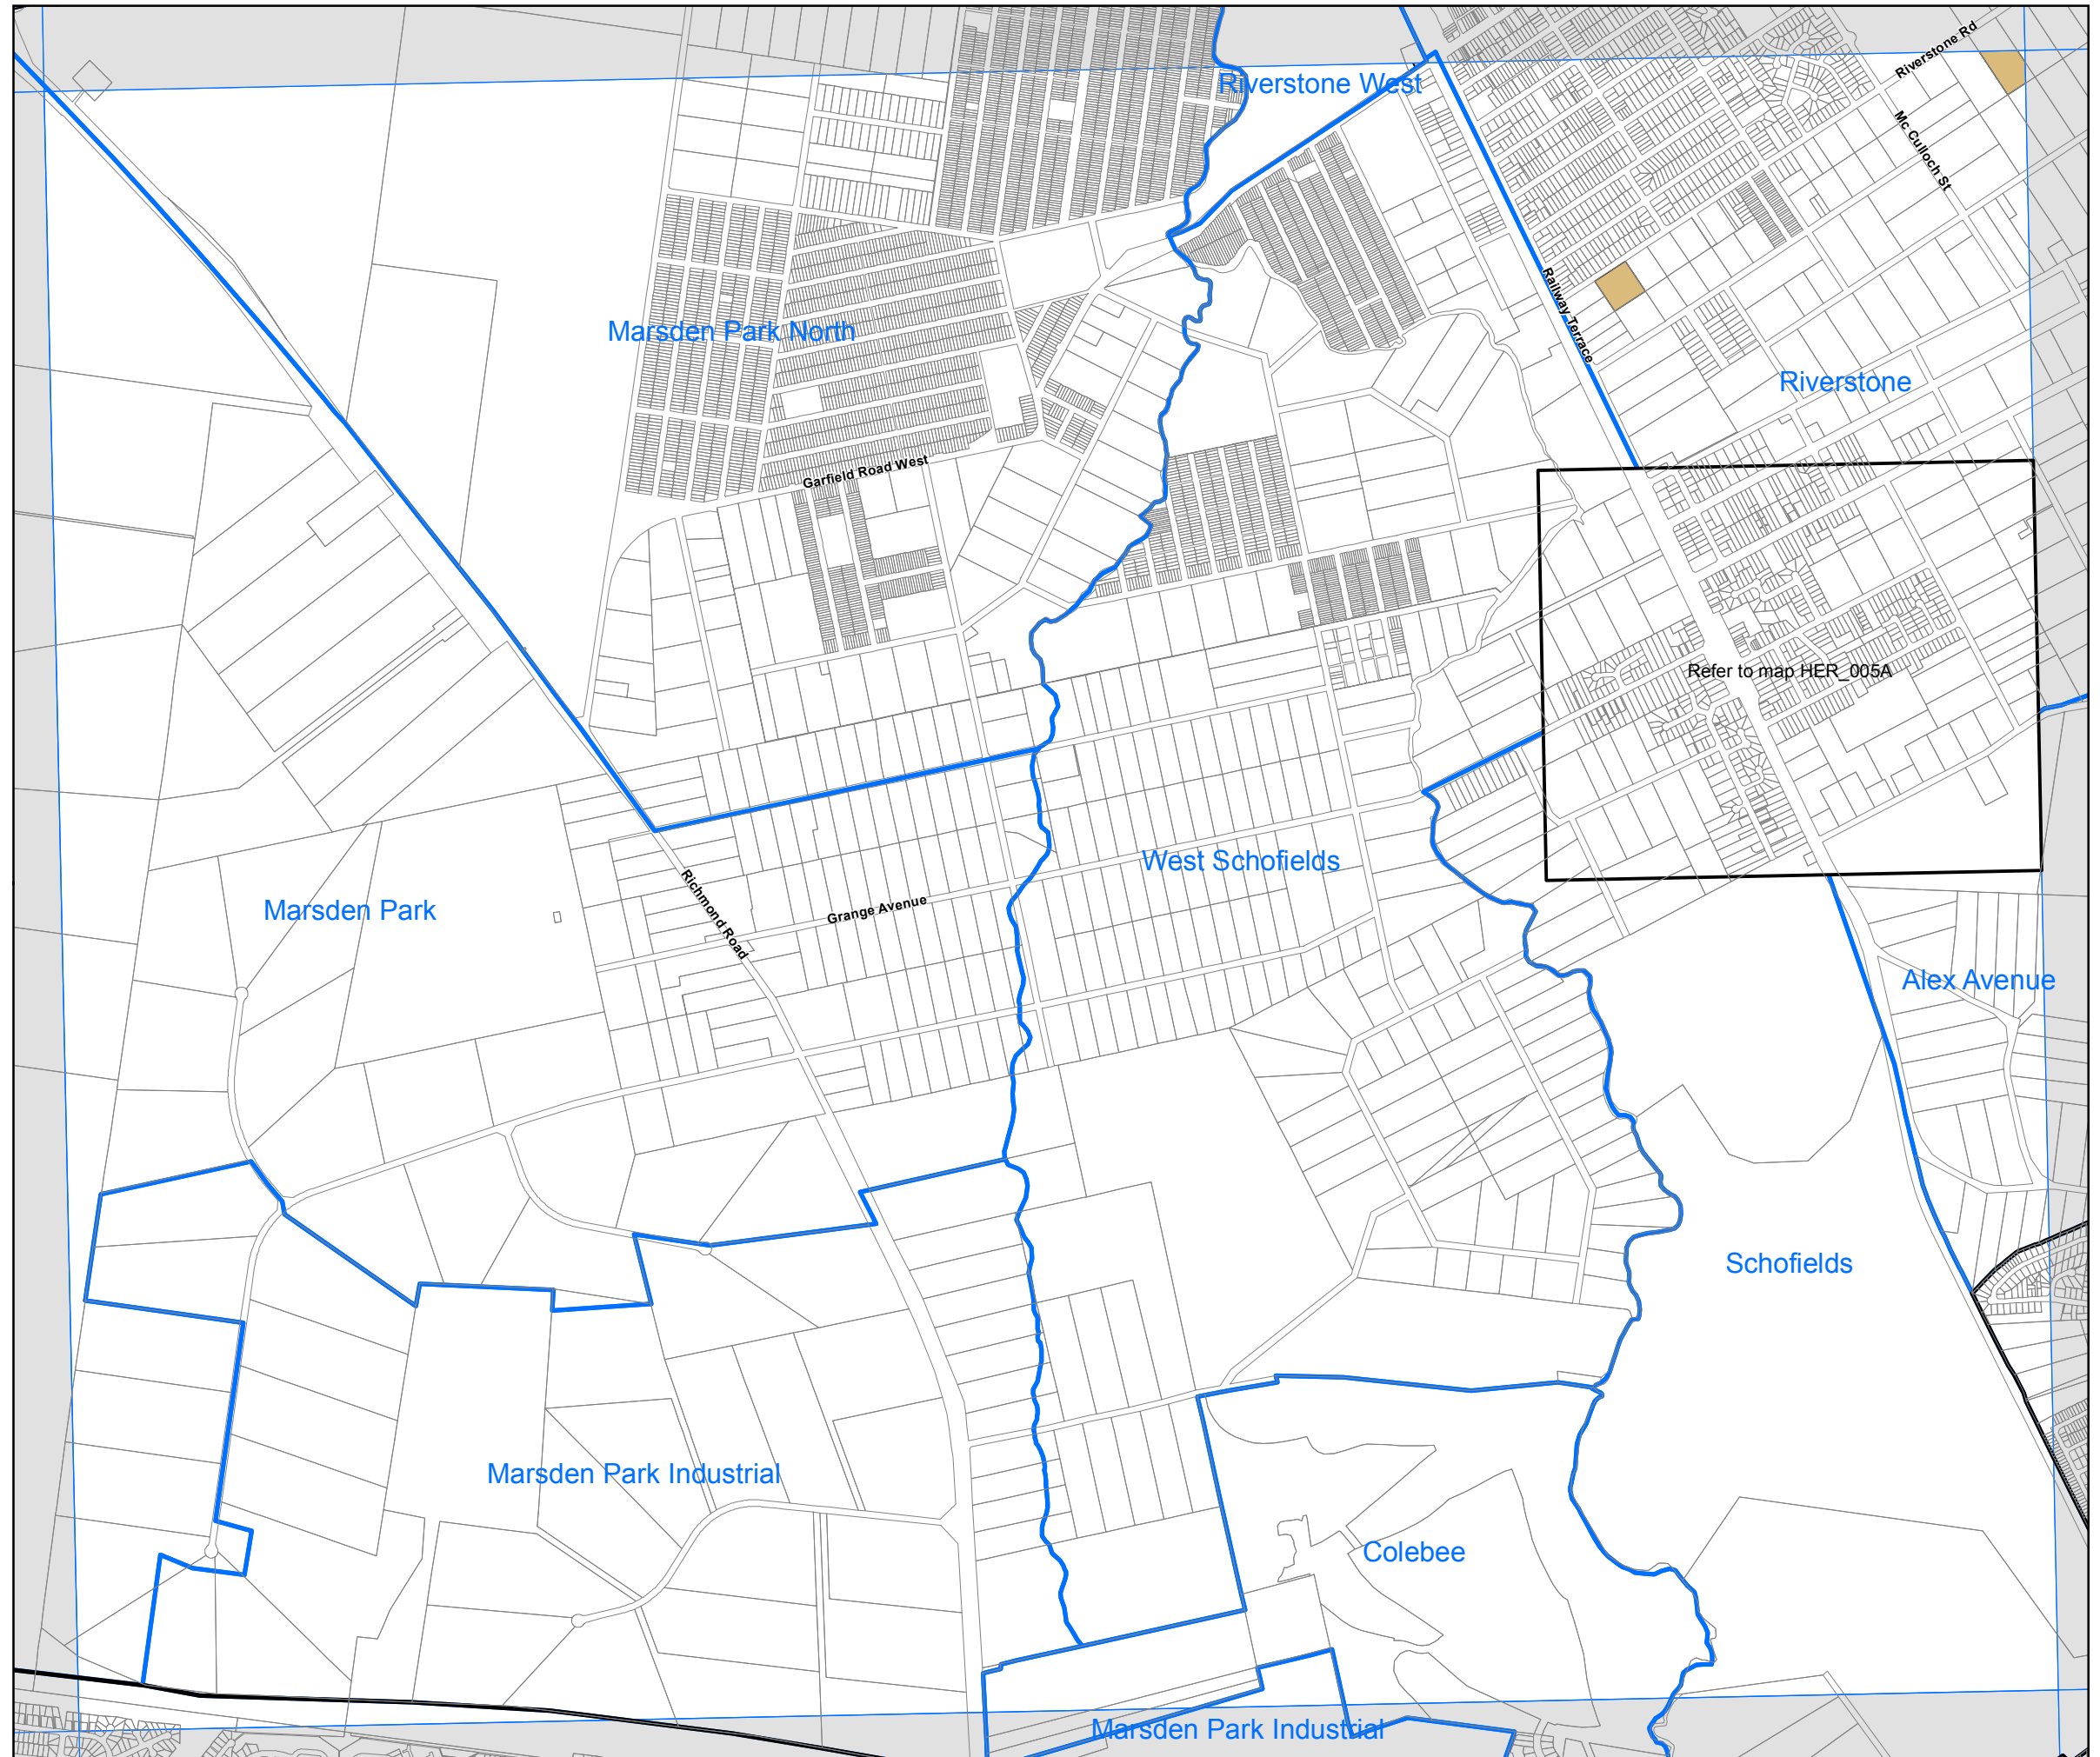 Riverstone Rd
Riverstone West
Mc Culloch St
Railway Terrace
Marsden Park North
Riverstone
Garfield Road West
Refer to map HER_005A
West Schofields
Marsden Park
Richmond Road
Grange Avenue
Alex Avenue
Schofields
Marsden Park Industrial
Colebee
Marsden Park Industrial